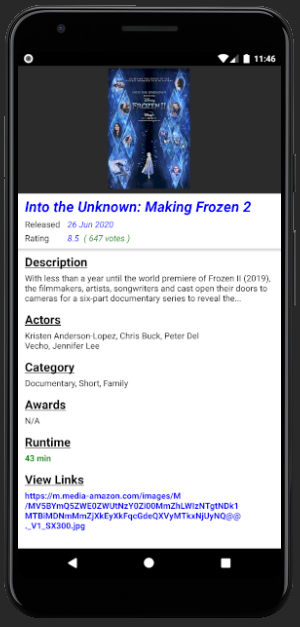 11:46
FROZEN II
Into the Unknown: Making Frozen 2
Released 26 Jun 2020
Rating 8.5 ( 647 votes )
Description
With less than a year until the world premiere of Frozen II (2019),
the filmmakers, artists, songwriters and cast open their doors to
cameras for a six-part documentary series to reveal the...
Actors
Kristen Anderson-Lopez, Chris Buck, Peter Del
Vecho, Jennifer Lee
Category
Documentary, Short, Family
Awards
N/A
Runtime
43 min
View Links
https://m.media-amazon.com/images/M
/MV5BYmQ5ZWE0ZWUtNzY0Zi00MmZhLWIzNTgtNDk1
MTBiMDNmMmZjXkEyXkFqcGdeQXVyMTkxNjUyNQ@@
._V1_SX300.jpg